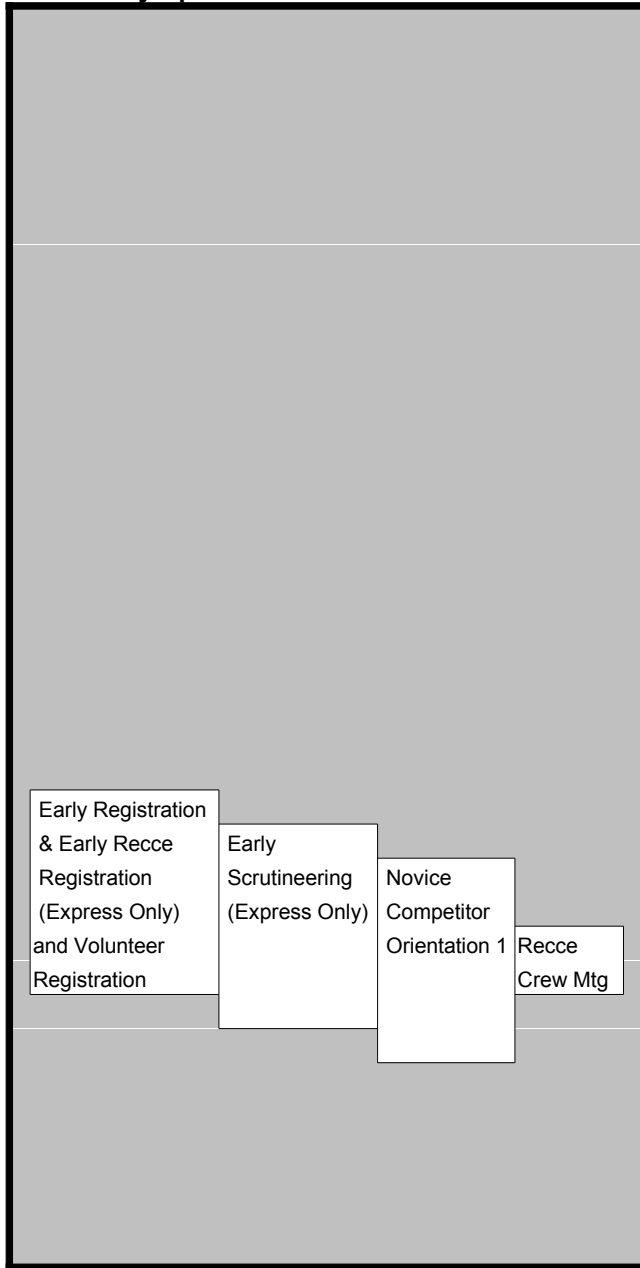 Early Registration
& Early Recce
Registration
(Express Only)
and Volunteer
Registration
Early
Scrutineering
(Express Only)
Novice
Competitor
Orientation 1
Recce
Crew Mtg